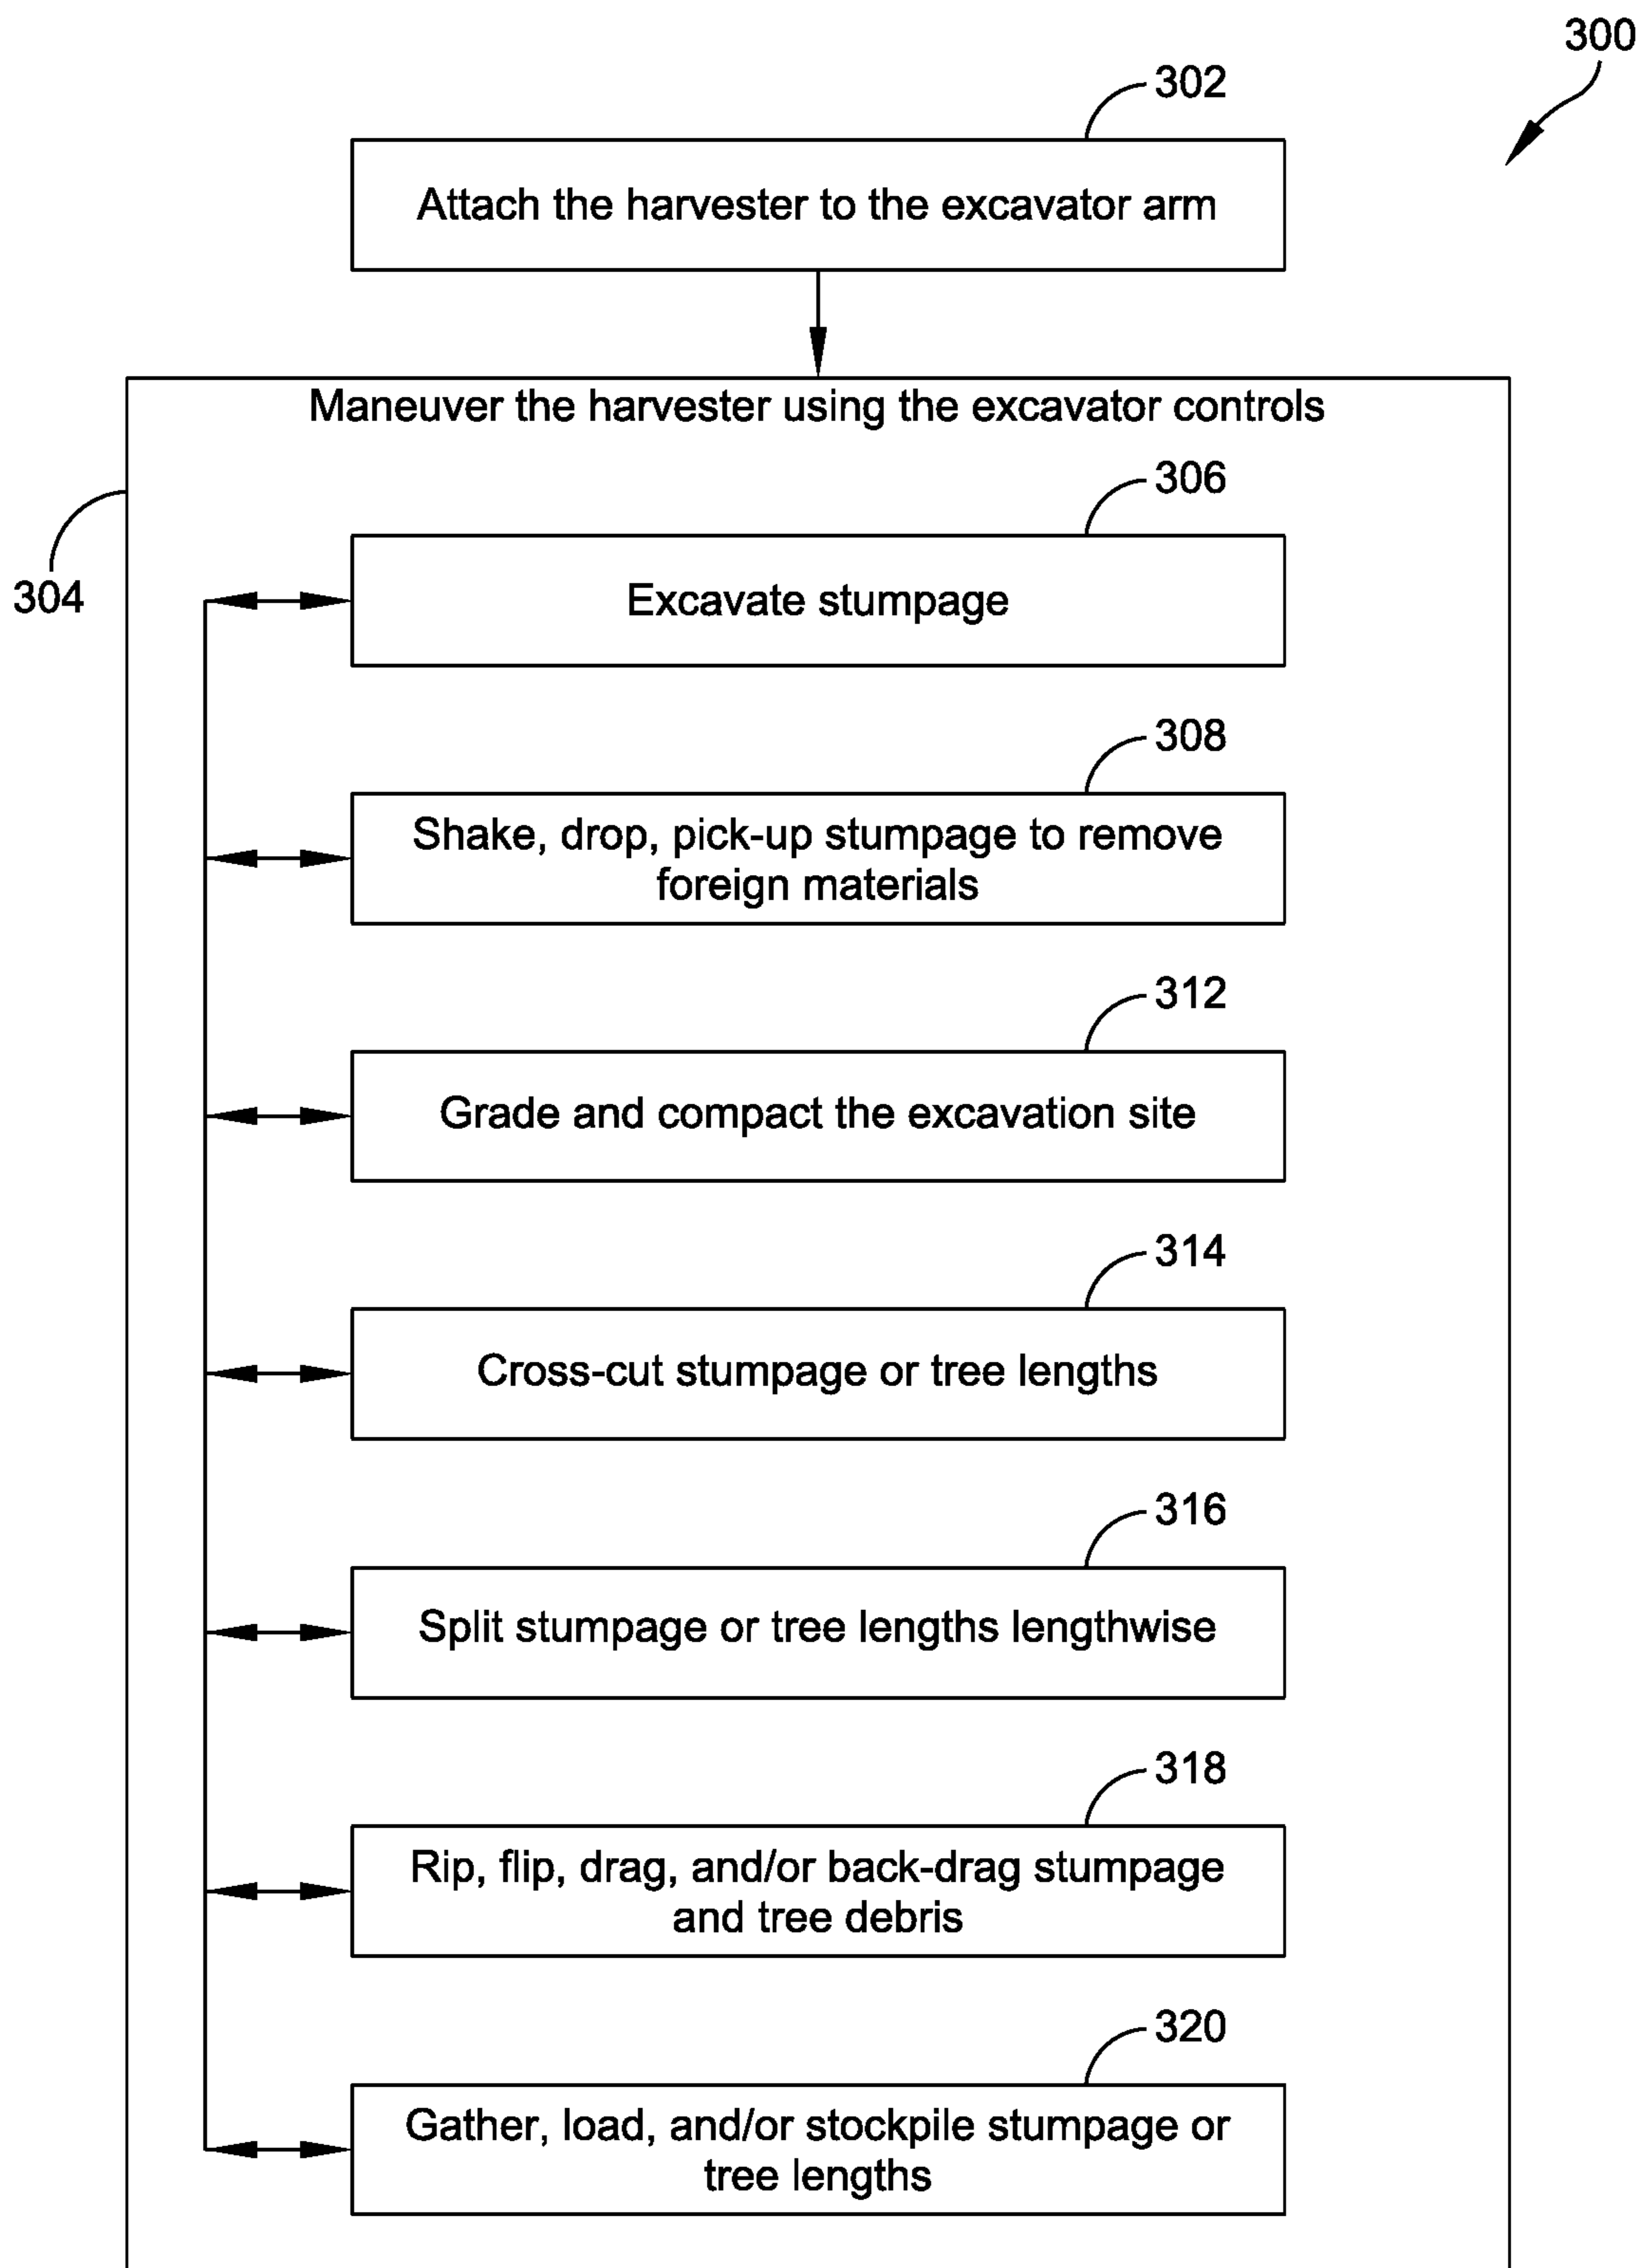 300
302
Attach the harvester to the excavator arm
Maneuver the harvester using the excavator controls
304
306
Excavate stumpage
308
Shake, drop, pick-up stumpage to remove
foreign materials
312
Grade and compact the excavation site
314
Cross-cut stumpage or tree lengths
316
Split stumpage or tree lengths lengthwise
318
Rip, flip, drag, and/or back-drag stumpage
and tree debris
320
Gather, load, and/or stockpile stumpage or
tree lengths